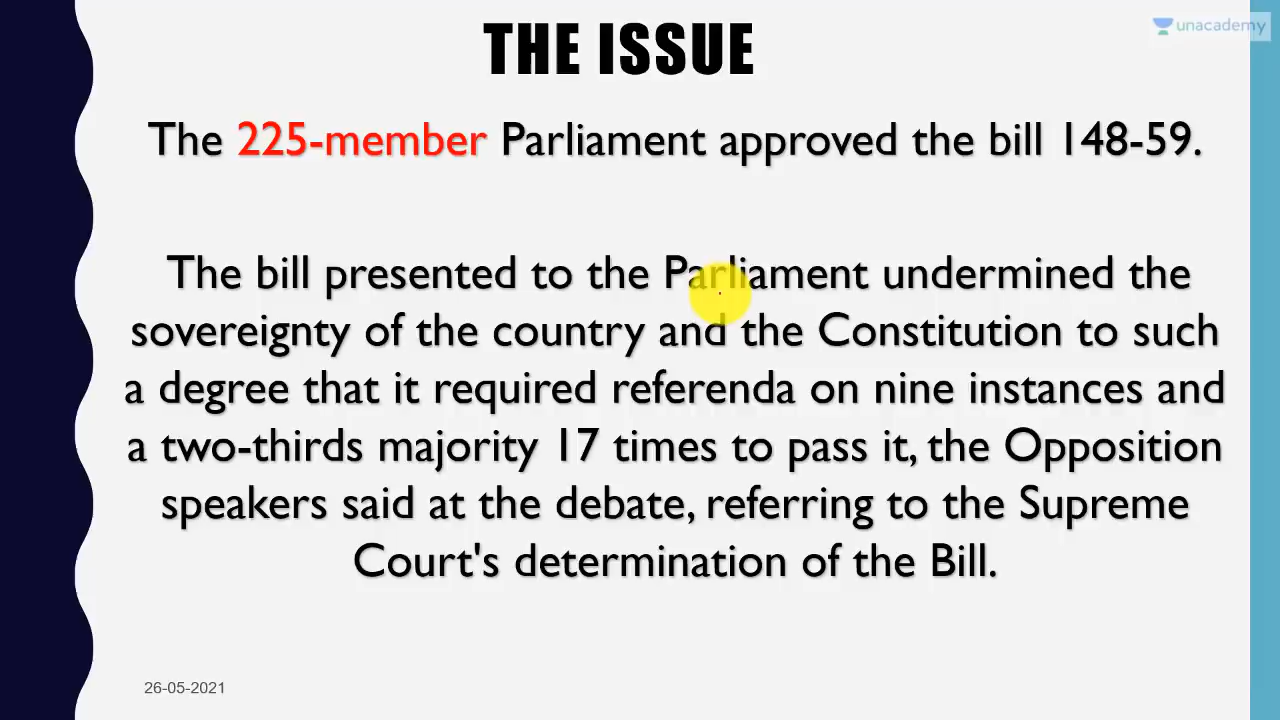 THE ISSUE
unacademy
The 225-member Parliament approved the bill 148-59.
The bill presented to the Parliament undermined the
sovereignty of the country and the Constitution to such
a degree that it required referenda on nine instances and
a two-thirds majority 17 times to pass it, the Opposition
speakers said at the debate, referring to the Supreme
Court's determination of the Bill.
26-05-2021